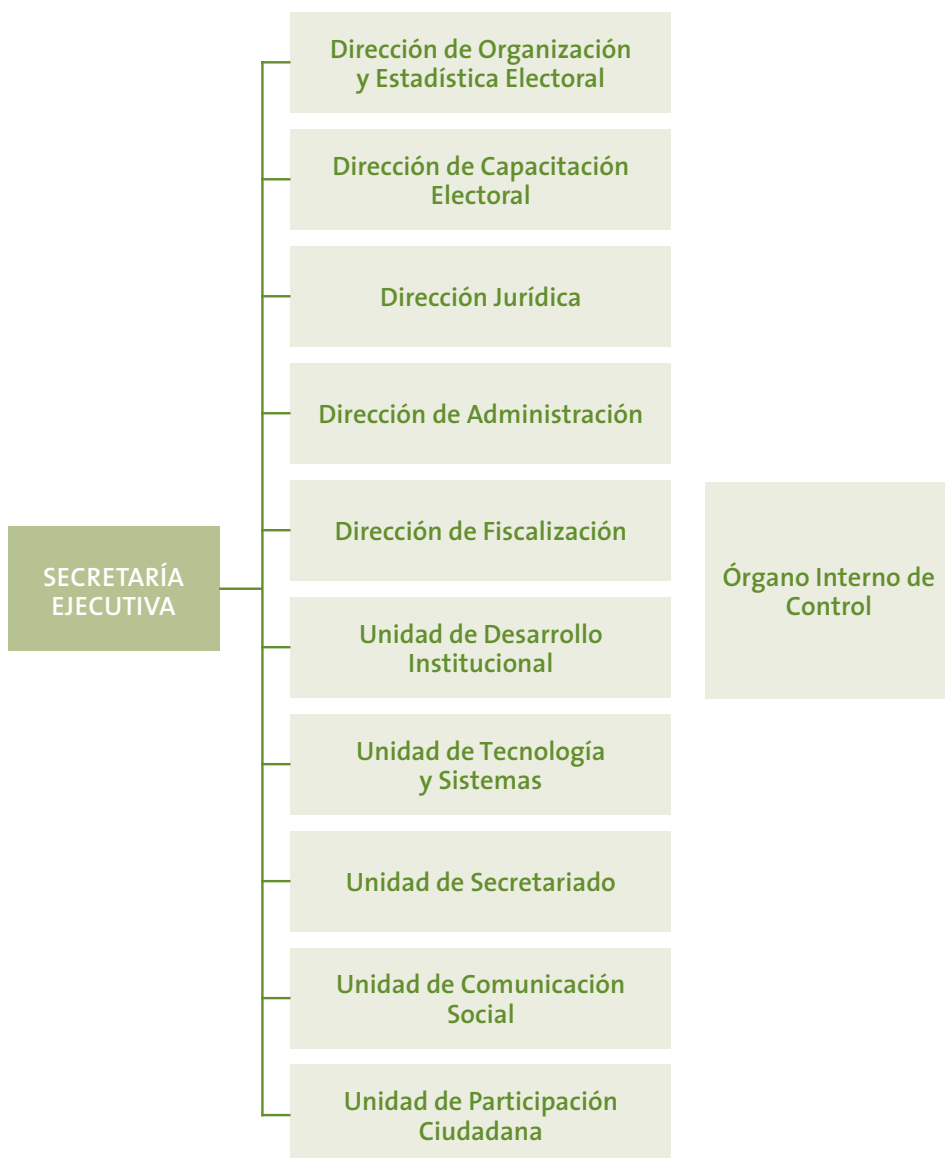 Dirección de Organización
y Estadística Electoral
Dirección de Capacitación
Electoral
Dirección Jurídica
Dirección de Administración
Dirección de Fiscalización
SECRETARÍA
EJECUTIVA
Órgano Interno de
Control
Unidad de Desarrollo
Institucional
Unidad de Tecnología
y Sistemas
Unidad de Secretariado
Unidad de Comunicación
Social
Unidad de Participación
Ciudadana